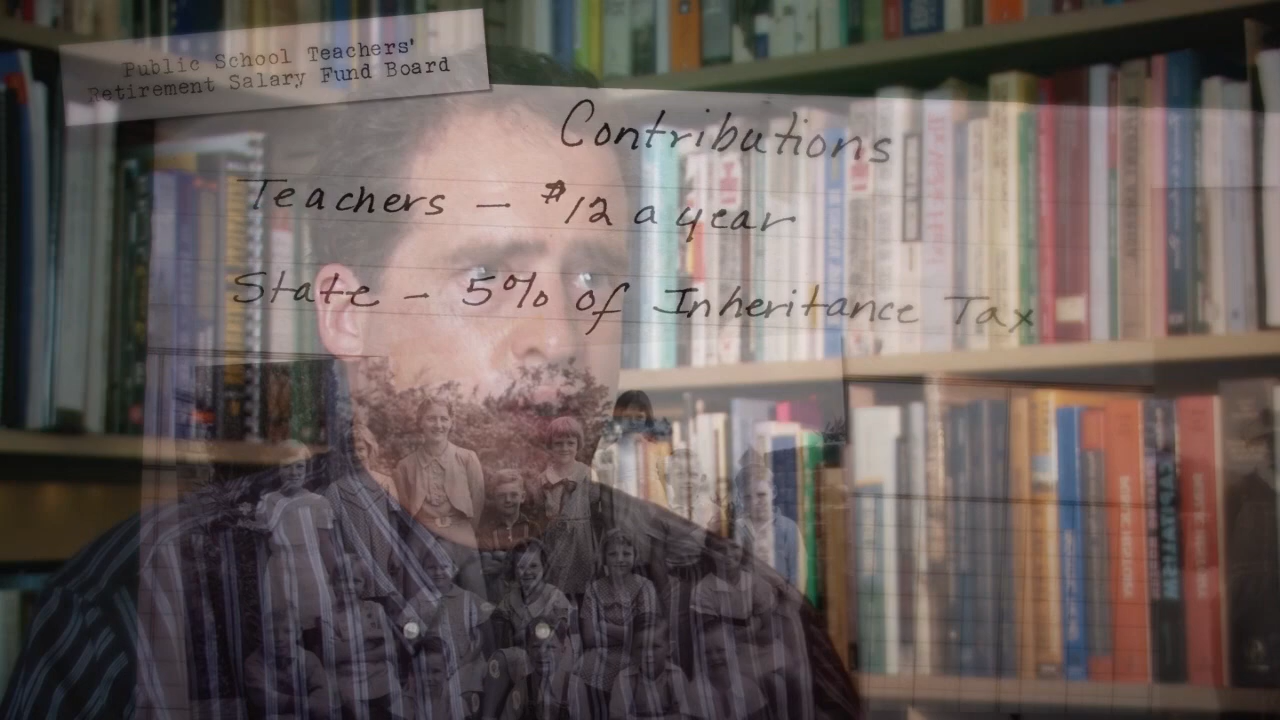 Public School Teachers'
Retirement Salary Fund Board
Contributions
Teachers — $12 a year
State — 5% of Inheritance Tax